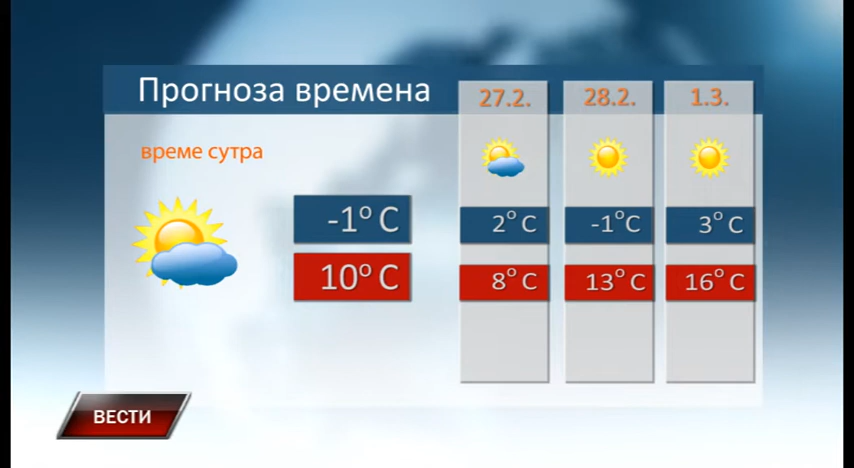 Прогноза времена
време сутра
-1° C
10° C
27.2.
2° C
8° C
28.2.
-1°C
13° C
1.3.
3° C
16° C
ВЕСТИ